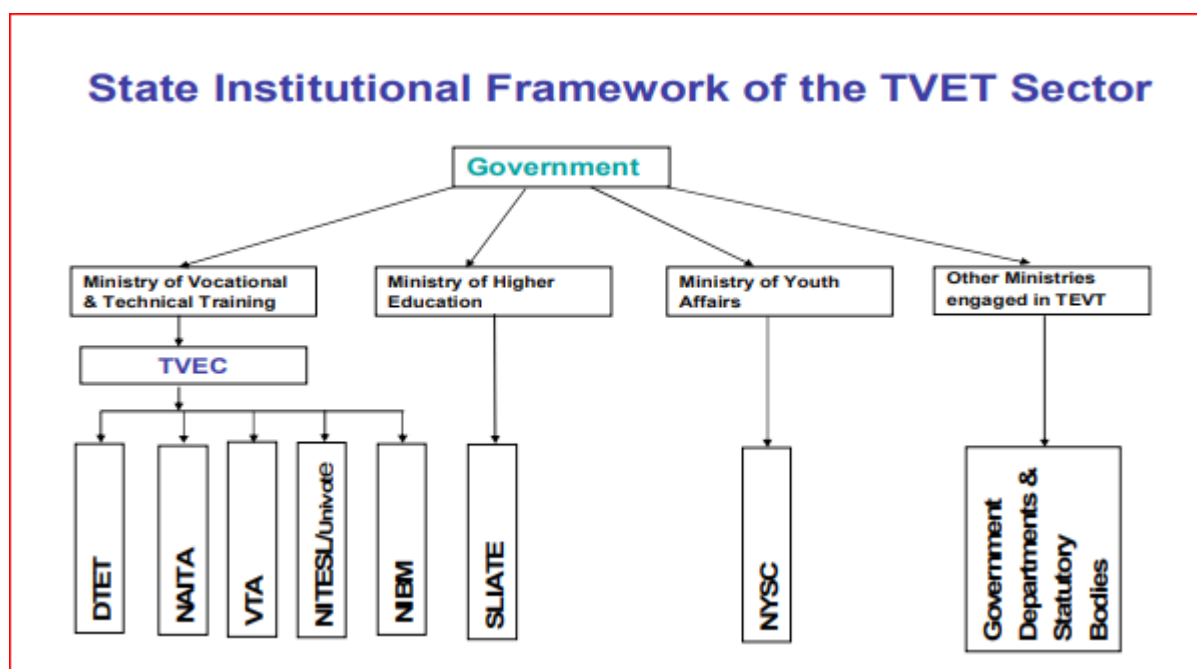 State Institutional Framework of the TVET Sector
Government
Ministry of Vocational
& Technical Training
Ministry of Higher
Education
Ministry of Youth
Affairs
Other Ministries
engaged in TEVT
TVEC
DTET
NAITA
VTA
NITESL/Univote
NIBM
SLIATE
NYSC
Government
Departments &
Statutory
Bodies